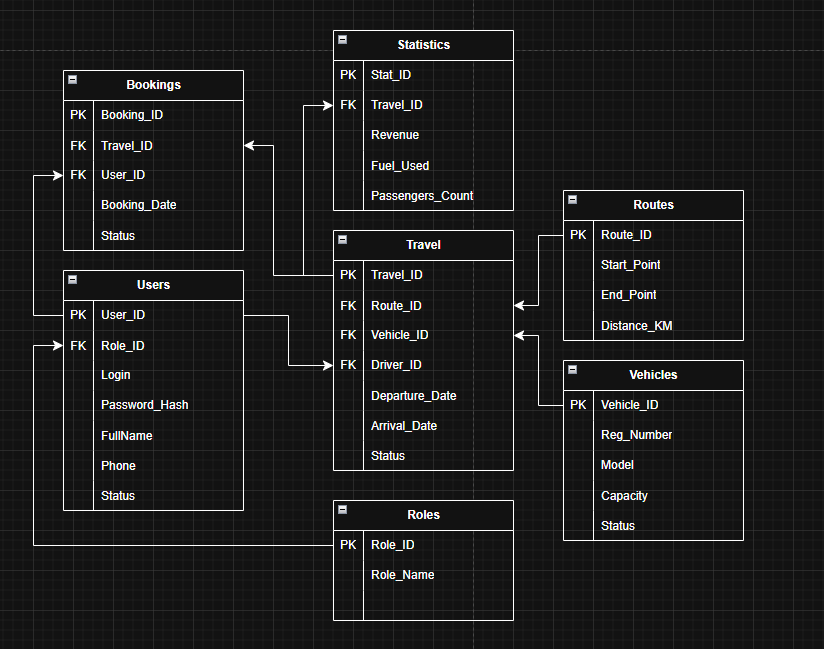 Statistics
PK Stat_ID
FK Travel_ID
Revenue
Fuel_Used
Passengers_Count
Bookings
PK Booking_ID
FK Travel_ID
FK User_ID
Booking_Date
Status
Routes
PK Route_ID
Start_Point
End_Point
Distance_KM
Travel
PK Travel_ID
FK Route_ID
FK Vehicle_ID
FK Driver_ID
Departure_Date
Arrival_Date
Status
Users
PK User_ID
FK Role_ID
Login
Password_Hash
FullName
Phone
Status
Vehicles
PK Vehicle_ID
Reg_Number
Model
Capacity
Status
Roles
PK Role_ID
Role_Name